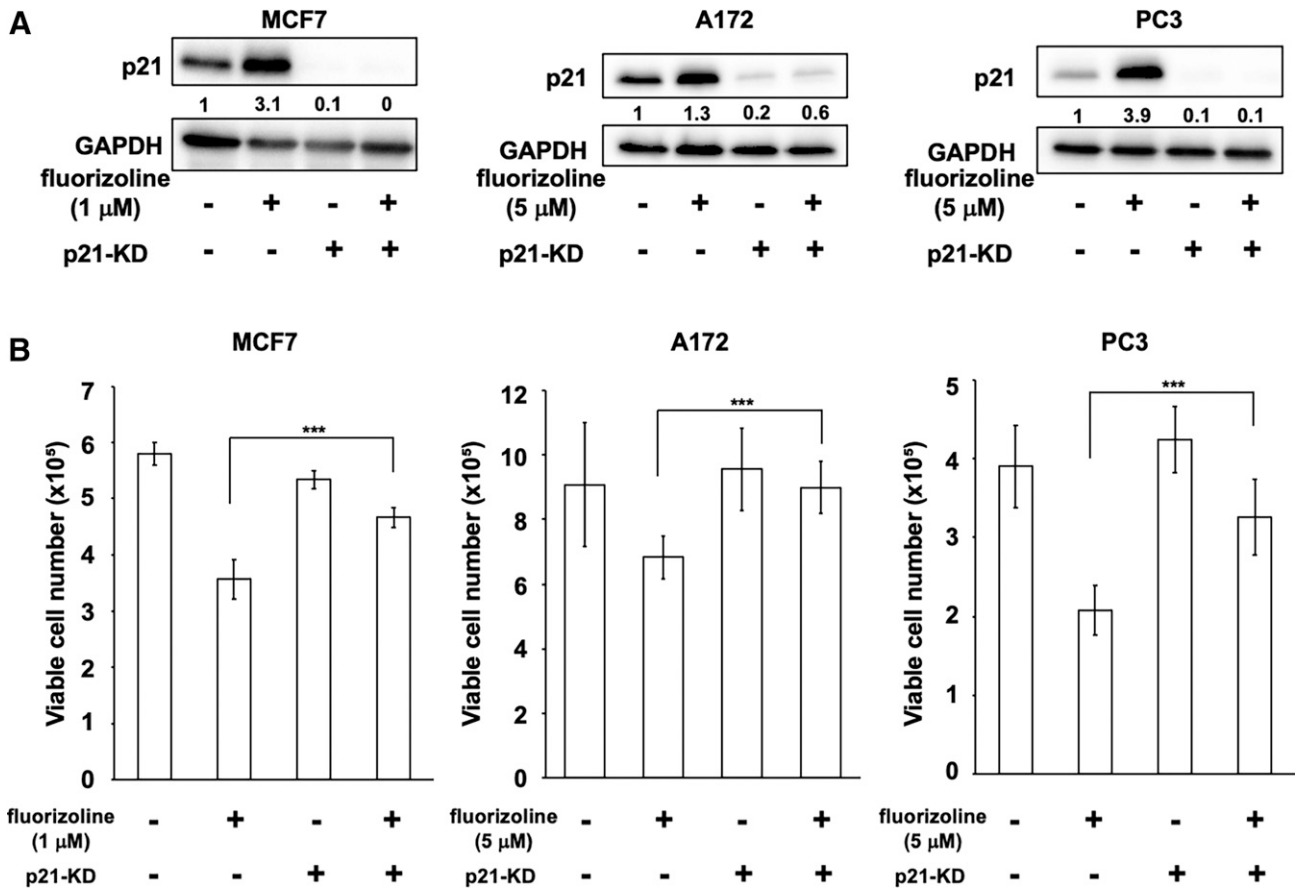 A
MCF7
A172
PC3
p21
p21
p21
1 3.1 0.1 0
1 1.3 0.2 0.6
1 3.9 0.1 0.1
GAPDH
GAPDH
GAPDH
fluorizoline
(1 μM) - + - +
fluorizoline
(5 μM) - + - +
fluorizoline
(5 μM) - + - +
p21-KD - - + +
p21-KD - - + +
p21-KD - - + +
B
MCF7
Viable cell number (x10⁵)
7
6
5
4
3
2
1
0
***
fluorizoline
(1 μM) - + - +
p21-KD - - + +
A172
Viable cell number (x10⁵)
12
10
8
6
4
2
0
***
fluorizoline
(5 μM) - + - +
p21-KD - - + +
PC3
Viable cell number (x10⁵)
5
4
3
2
1
0
***
fluorizoline
(5 μM) - + - +
p21-KD - - + +